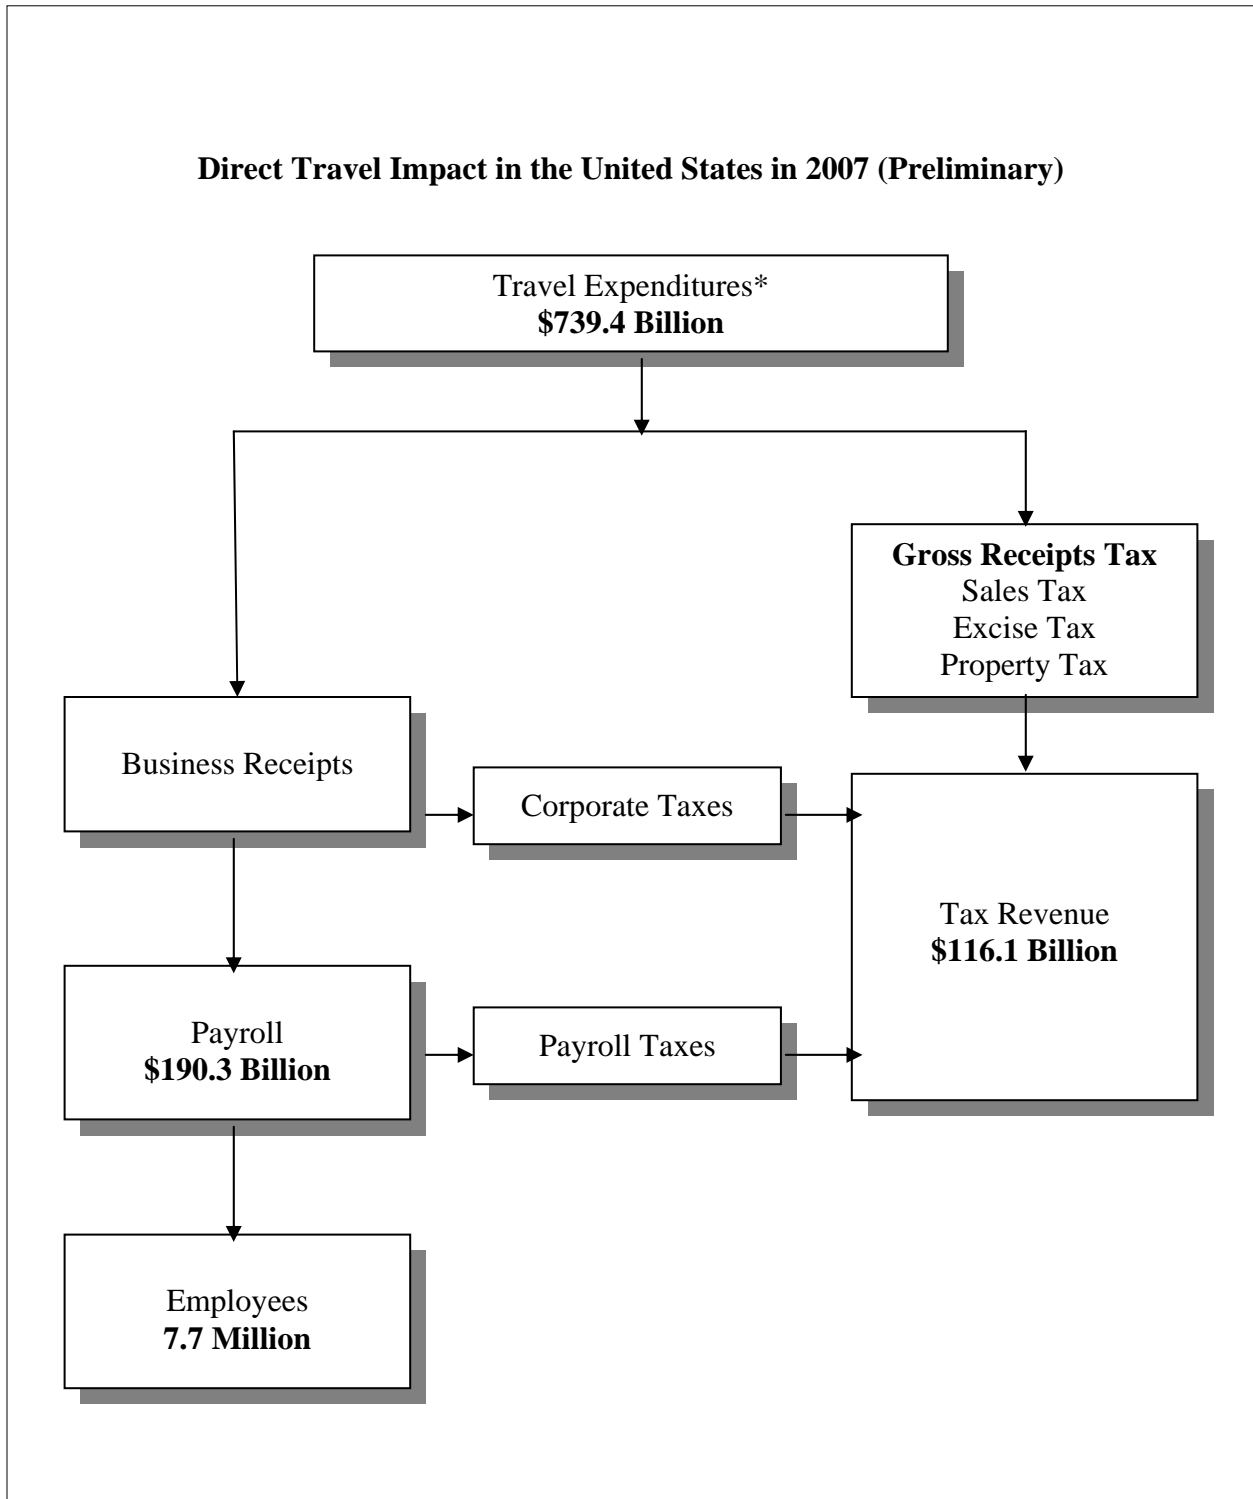 Direct Travel Impact in the United States in 2007 (Preliminary)
Travel Expenditures*
$739.4 Billion
Gross Receipts Tax
Sales Tax
Excise Tax
Property Tax
Business Receipts
Corporate Taxes
Tax Revenue
$116.1 Billion
Payroll
$190.3 Billion
Payroll Taxes
Employees
7.7 Million